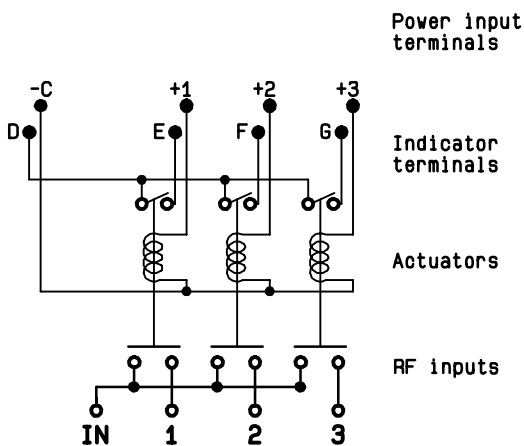 Power input
terminals
-C +1 +2 +3
D E F G
Indicator
terminals
Actuators
RF inputs
IN 1 2 3